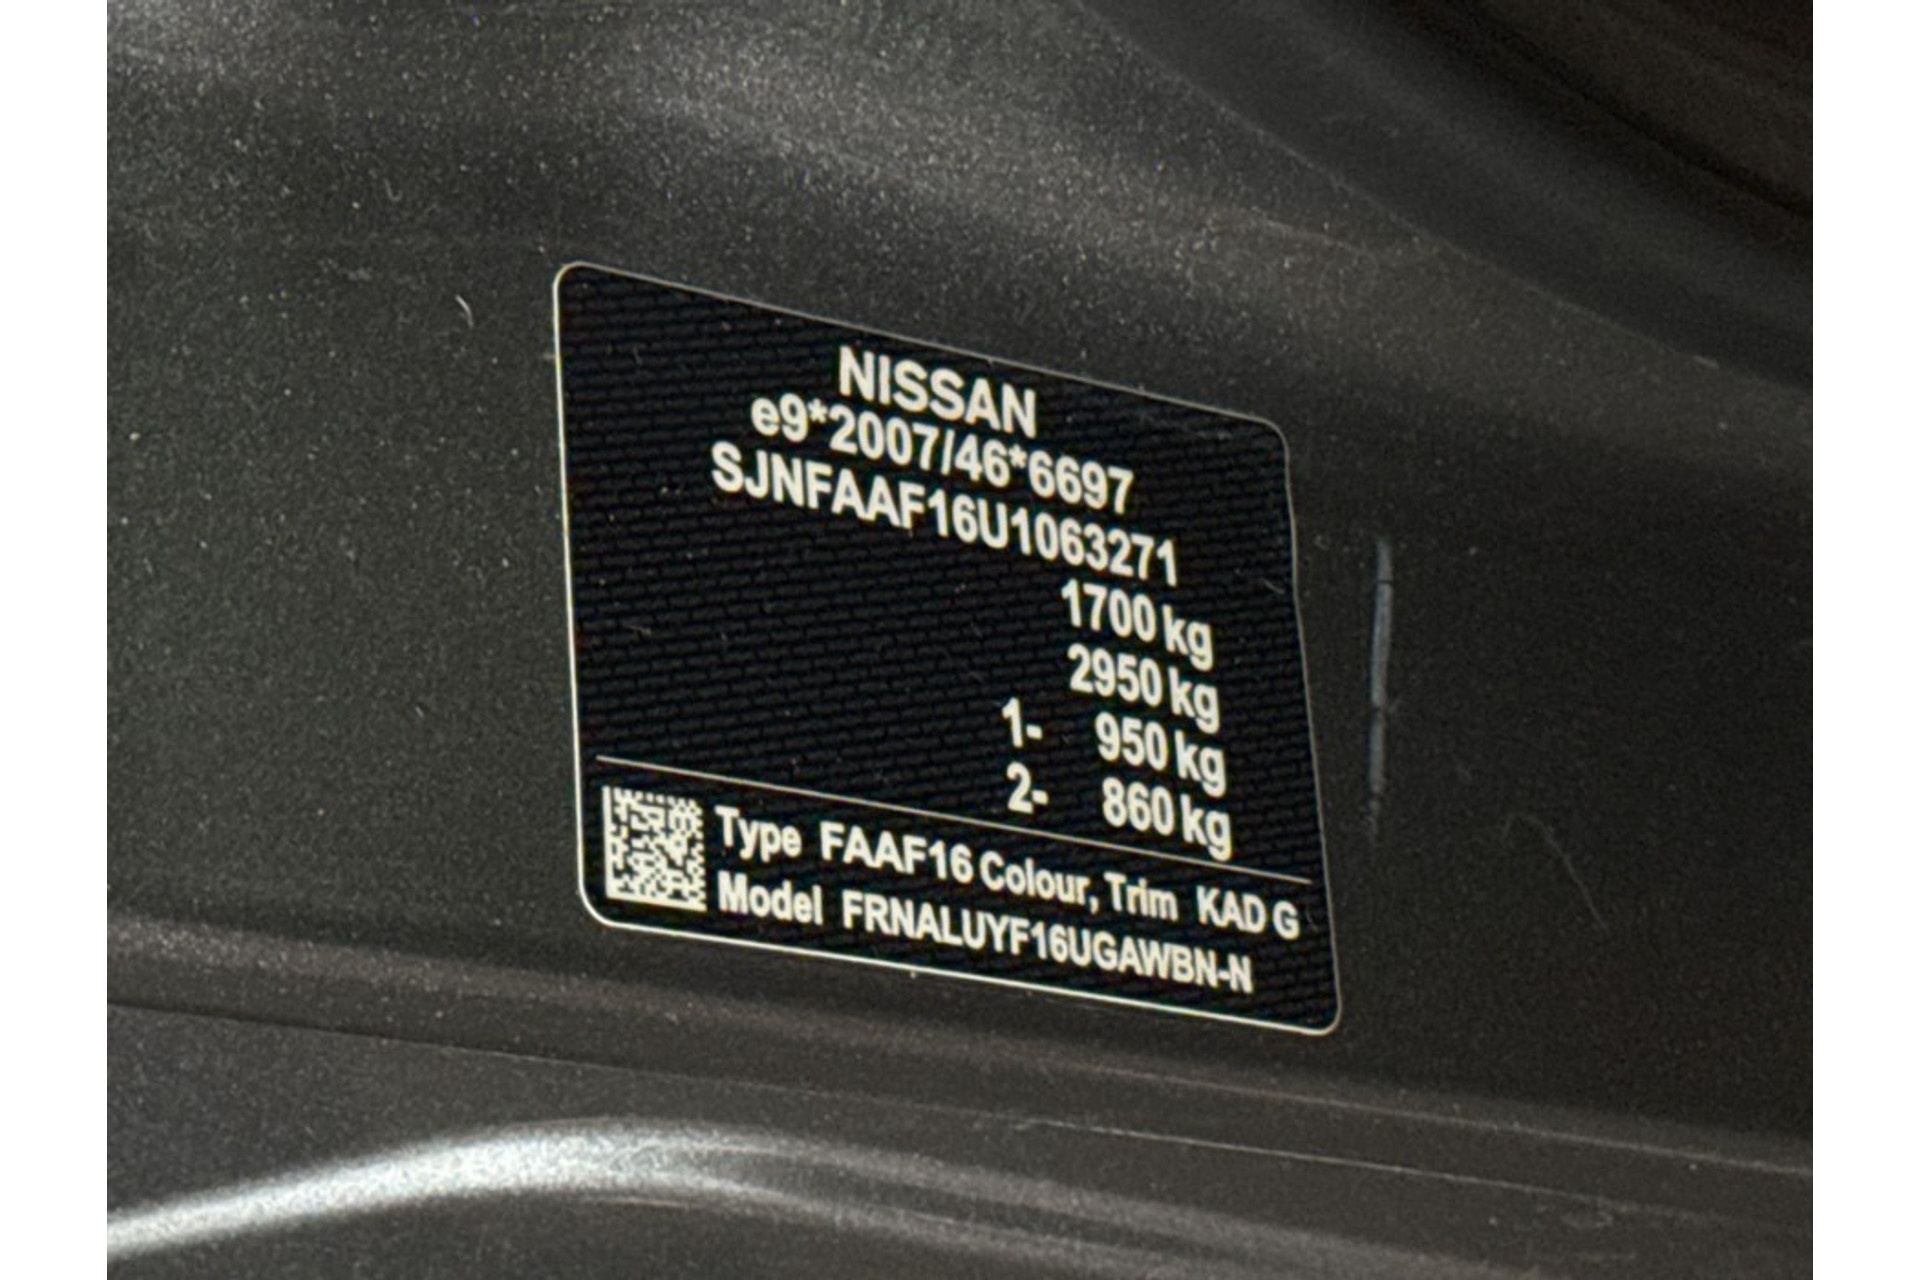 NISSAN
e9*2007/46*6697
SJNFAAF16U1063271
1700 kg
2950 kg
1- 950 kg
2- 860 kg
Type FAAF16 Colour, Trim KAD G
Model FRNALUYF16UGAWBN-N